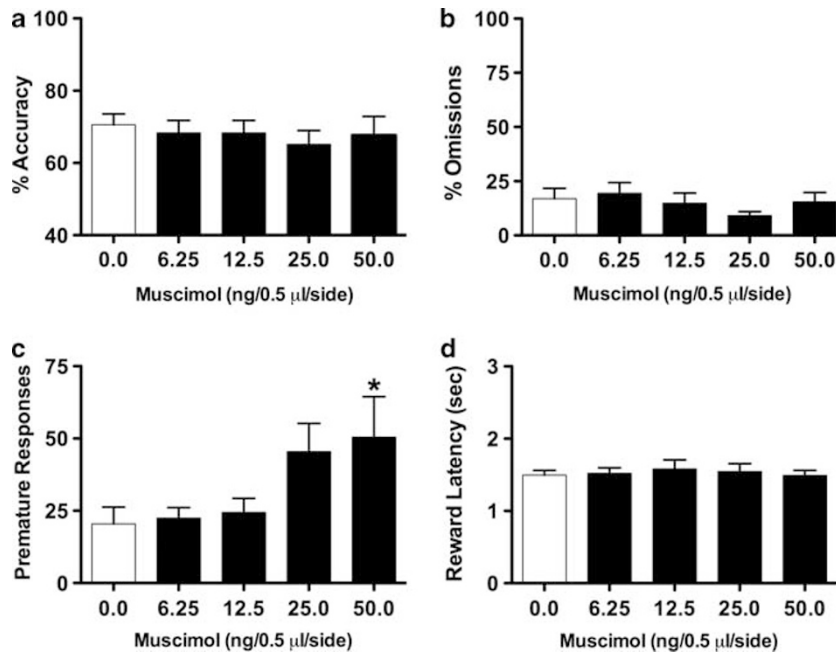 a
100
80
60
40
% Accuracy
0.0 6.25 12.5 25.0 50.0
Muscimol (ng/0.5 μl/side)
b
100
75
50
25
0
% Omissions
0.0 6.25 12.5 25.0 50.0
Muscimol (ng/0.5 μl/side)
c
75
50
25
0
Premature Responses
*
0.0 6.25 12.5 25.0 50.0
Muscimol (ng/0.5 μl/side)
d
3
2
1
0
Reward Latency (sec)
0.0 6.25 12.5 25.0 50.0
Muscimol (ng/0.5 μl/side)